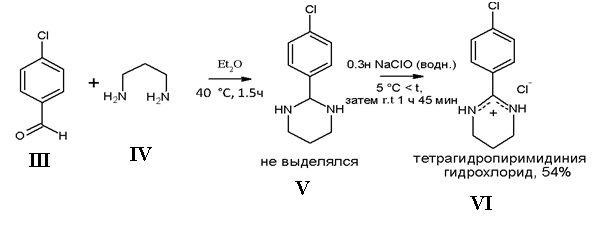 Cl
O
H
III
+
H2N
H2N
IV
Et2O
40 °C, 1.5ч
Cl
HN
NH
не выделялся
V
0.3н NaClO (водн.)
5 °C < t,
затем r.t 1 ч 45 мин
Cl
HN
NH
+
Cl-
тетрагидропиримидиния
гидрохлорид, 54%
VI